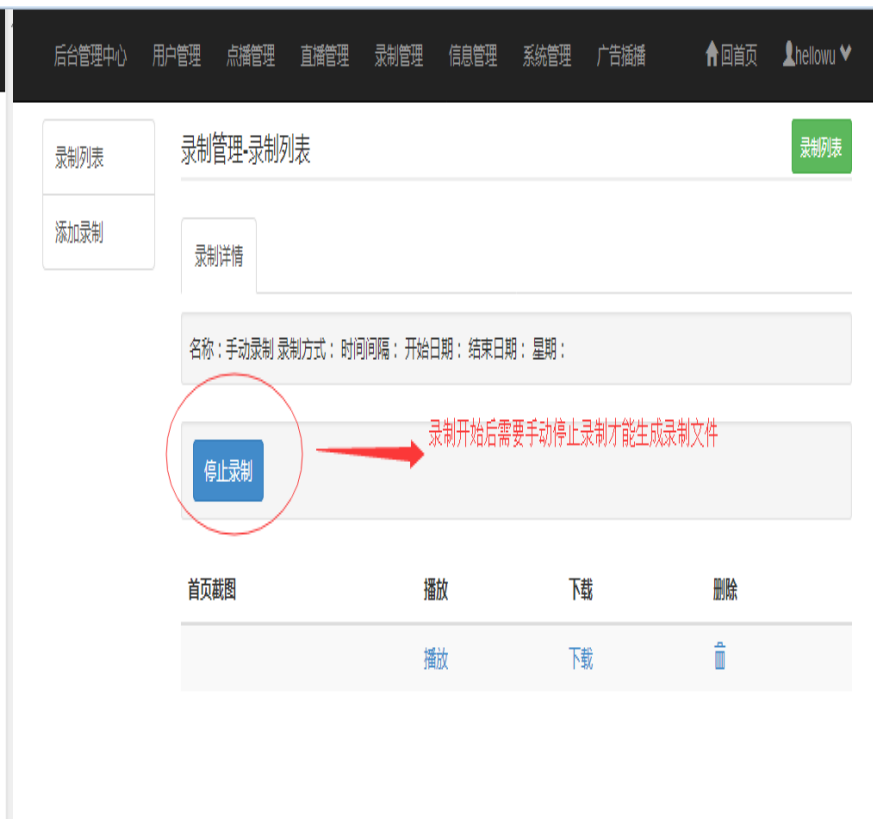 后台管理中心 用户管理 点播管理 直播管理 录制管理 信息管理 系统管理 广告插播 回首页 hellowu
录制列表
添加录制
录制管理-录制列表
录制列表
录制详情
名称：手动录制 录制方式： 时间间隔： 开始日期： 结束日期： 星期：
录制开始后需要手动停止录制才能生成录制文件
停止录制
首页截图 播放 下载 删除
播放 下载